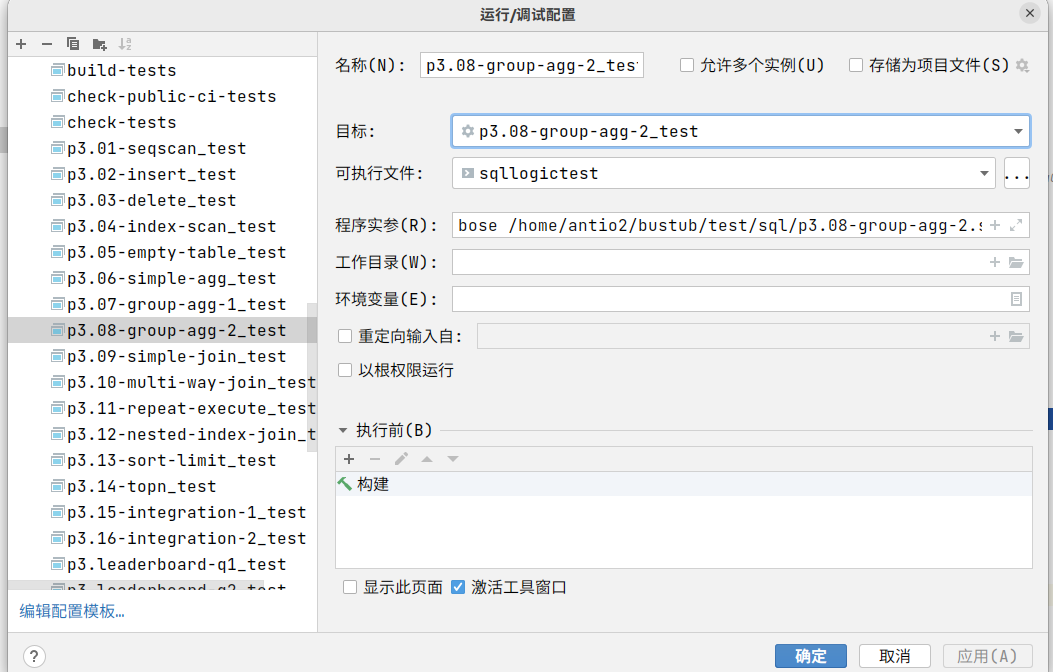 运行/调试配置
build-tests
check-public-ci-tests
check-tests
p3.01-seqscan_test
p3.02-insert_test
p3.03-delete_test
p3.04-index-scan_test
p3.05-empty-table_test
p3.06-simple-agg_test
p3.07-group-agg-1_test
p3.08-group-agg-2_test
p3.09-simple-join_test
p3.10-multi-way-join_test
p3.11-repeat-execute_test
p3.12-nested-index-join_t
p3.13-sort-limit_test
p3.14-topn_test
p3.15-integration-1_test
p3.16-integration-2_test
p3.leaderboard-q1_test
p3.leaderboard-q2_test
编辑配置模板...
名称(N): p3.08-group-agg-2_tes 允许多个实例(U) 存储为项目文件(S)
目标: p3.08-group-agg-2_test
可执行文件: sqllogictest ...
程序实参(R): bose /home/antio2/bustub/test/sql/p3.08-group-agg-2.s
工作目录(W):
环境变量(E):
重定向输入自:
以根权限运行
执行前(B)
构建
显示此页面 激活工具窗口
? 确定 取消 应用(A)